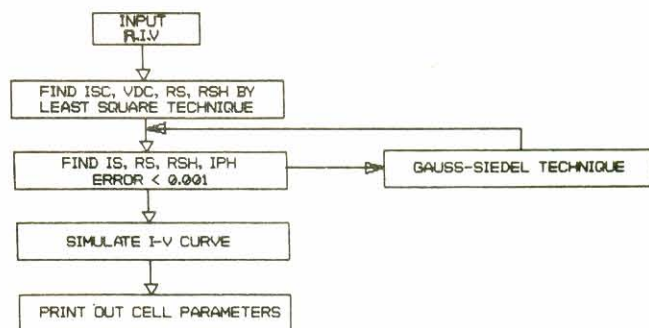 INPUT
A.I.V
FIND ISC, VDC, RS, RSH BY
LEAST SQUARE TECHNIQUE
FIND IS, RS, RSH, IPH
ERROR < 0.001
GAUSS-SIEDEL TECHNIQUE
SIMULATE I-V CURVE
PRINT OUT CELL PARAMETERS